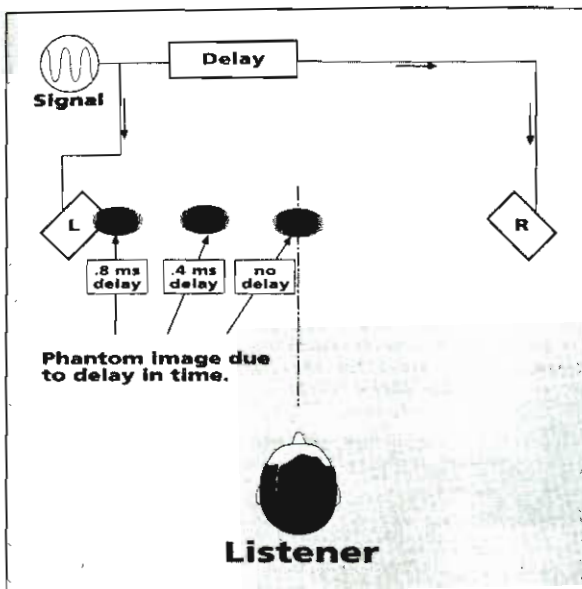 Delay
Signal
L
R
.8 ms
delay
.4 ms
delay
no
delay
Phantom image due
to delay in time.
Listener